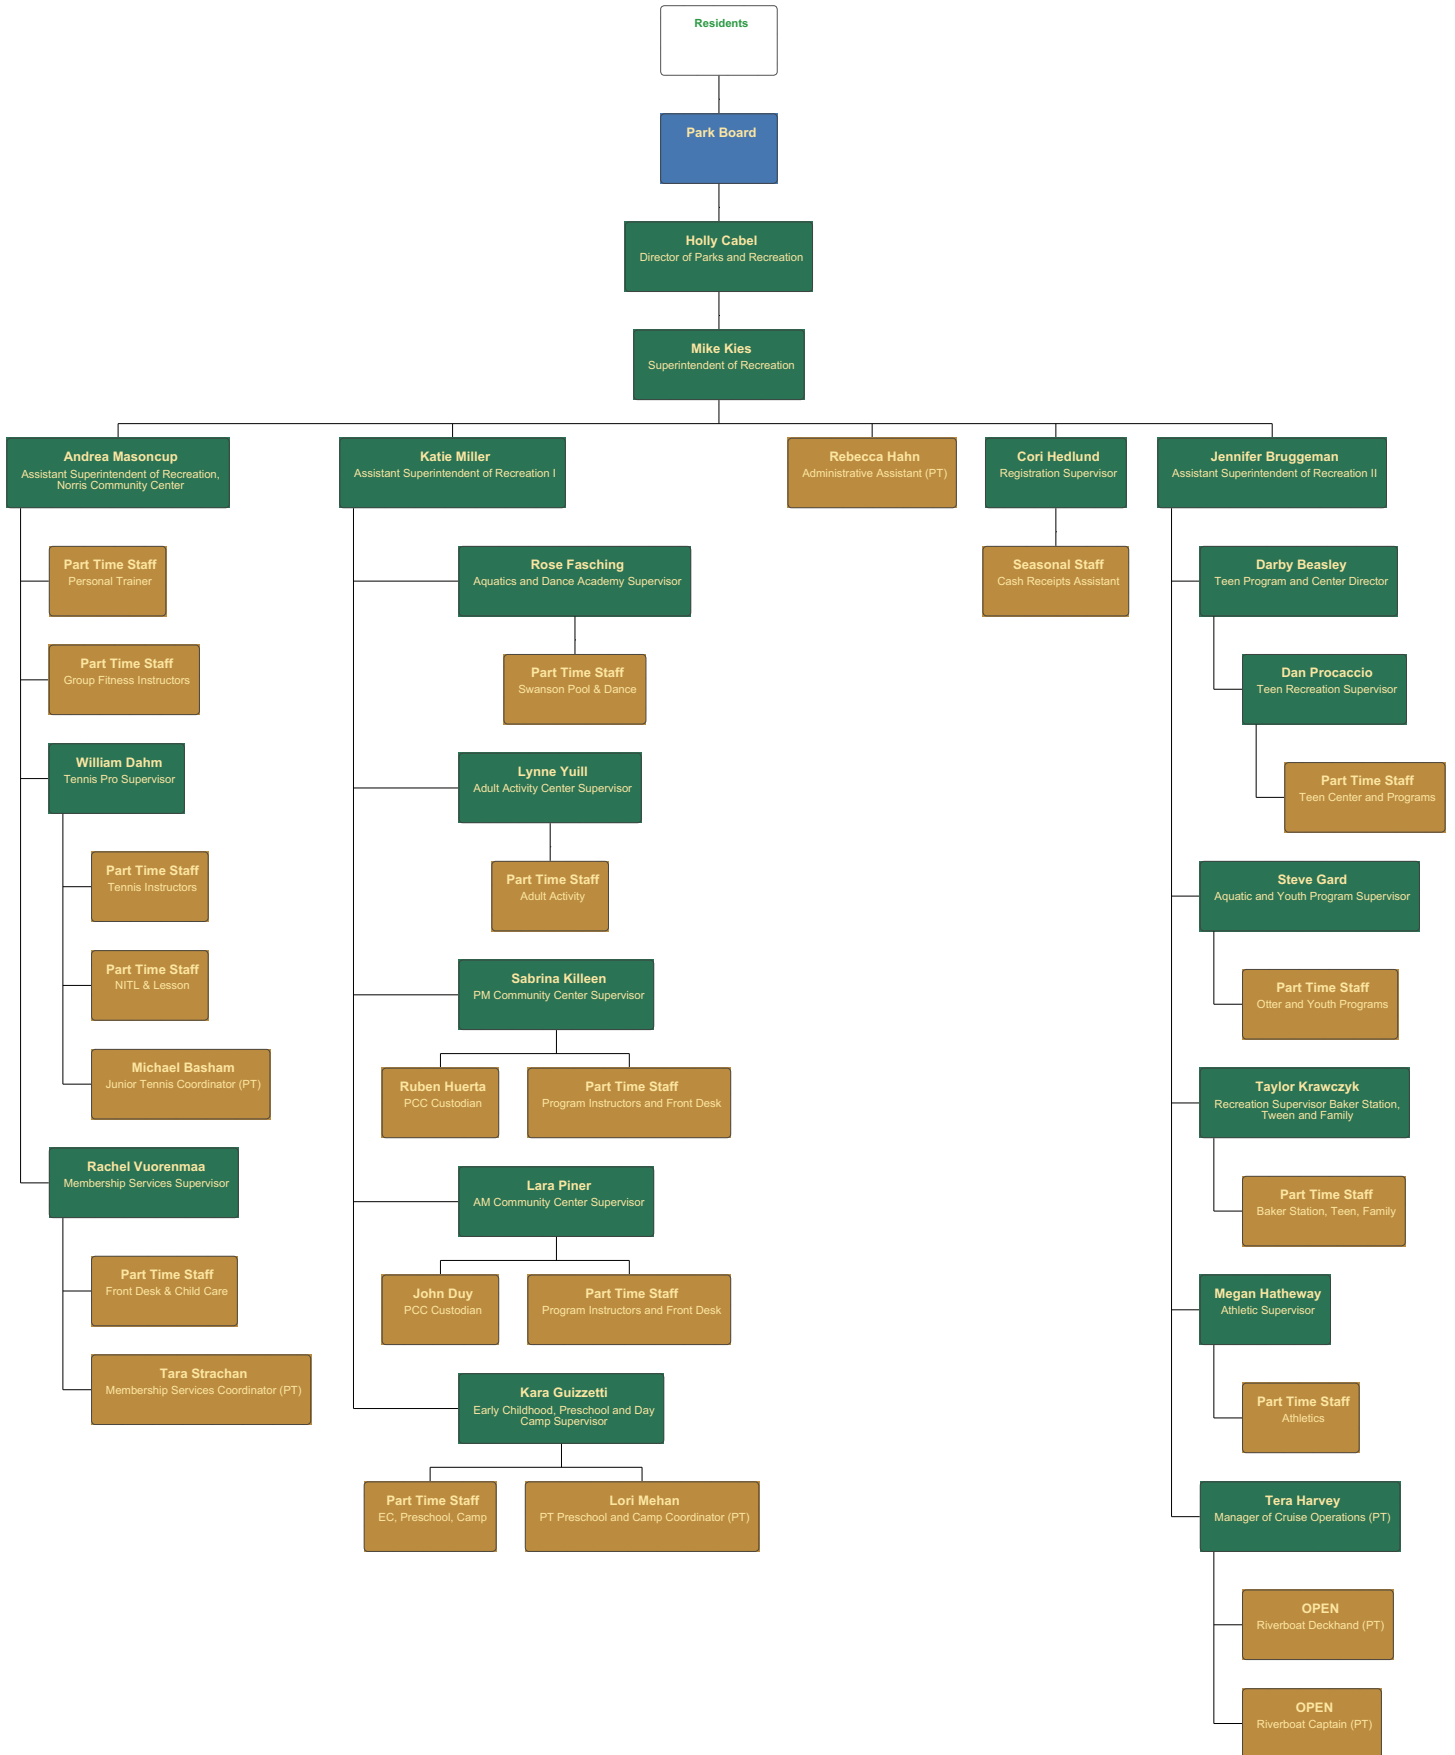 Residents
Park Board
Holly Cabel
Director of Parks and Recreation
Mike Kies
Superintendent of Recreation
Andrea Masoncup
Assistant Superintendent of Recreation,
Norris Community Center
Part Time Staff
Personal Trainer
Part Time Staff
Group Fitness Instructors
William Dahm
Tennis Pro Supervisor
Part Time Staff
Tennis Instructors
Part Time Staff
NITL & Lesson
Michael Basham
Junior Tennis Coordinator (PT)
Rachel Vuorenmaa
Membership Services Supervisor
Part Time Staff
Front Desk & Child Care
Tara Strachan
Membership Services Coordinator (PT)
Katie Miller
Assistant Superintendent of Recreation I
Rose Fasching
Aquatics and Dance Academy Supervisor
Part Time Staff
Swanson Pool & Dance
Lynne Yuill
Adult Activity Center Supervisor
Part Time Staff
Adult Activity
Sabrina Killeen
PM Community Center Supervisor
Ruben Huerta
PCC Custodian
Part Time Staff
Program Instructors and Front Desk
Lara Piner
AM Community Center Supervisor
John Duy
PCC Custodian
Part Time Staff
Program Instructors and Front Desk
Kara Guizzetti
Early Childhood, Preschool and Day
Camp Supervisor
Part Time Staff
EC, Preschool, Camp
Lori Mehan
PT Preschool and Camp Coordinator (PT)
Rebecca Hahn
Administrative Assistant (PT)
Cori Hedlund
Registration Supervisor
Seasonal Staff
Cash Receipts Assistant
Jennifer Bruggeman
Assistant Superintendent of Recreation II
Darby Beasley
Teen Program and Center Director
Dan Procaccio
Teen Recreation Supervisor
Part Time Staff
Teen Center and Programs
Steve Gard
Aquatic and Youth Program Supervisor
Part Time Staff
Otter and Youth Programs
Taylor Krawczyk
Recreation Supervisor Baker Station,
Tween and Family
Part Time Staff
Baker Station, Teen, Family
Megan Hatheway
Athletic Supervisor
Part Time Staff
Athletics
Tera Harvey
Manager of Cruise Operations (PT)
OPEN
Riverboat Deckhand (PT)
OPEN
Riverboat Captain (PT)